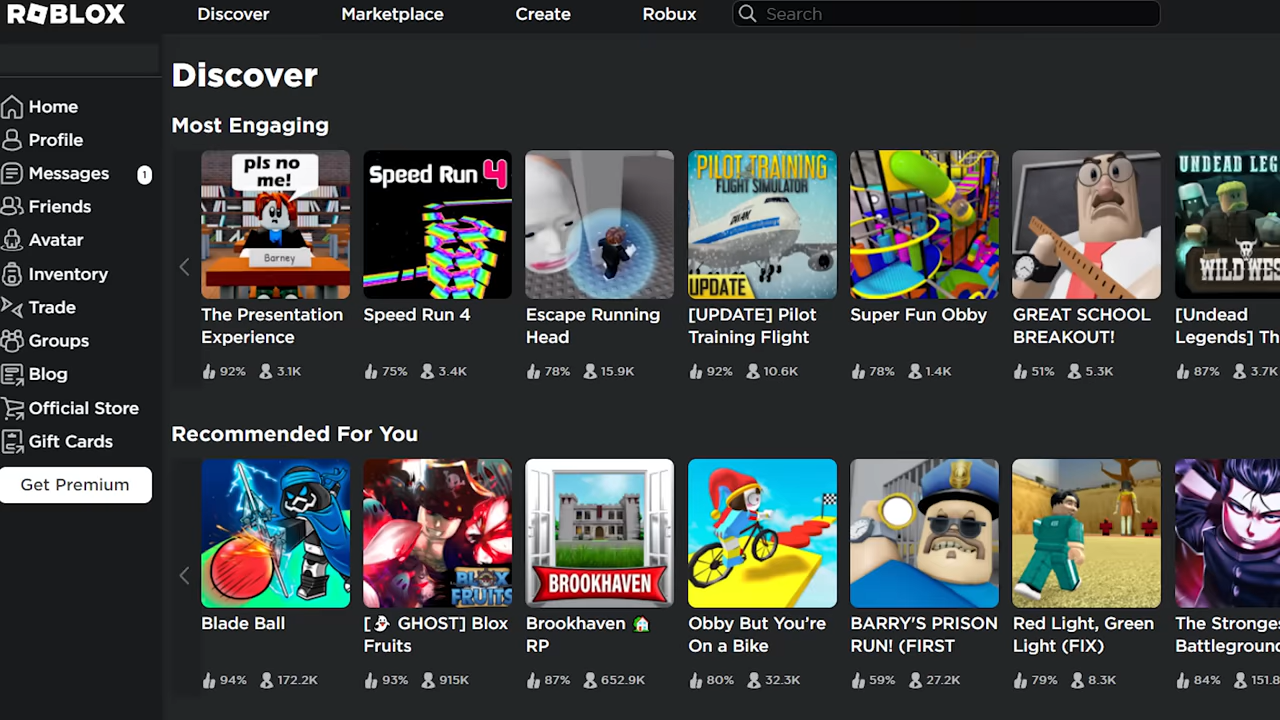 ROBLOX
Discover
Marketplace
Create
Robux
Search
Home
Profile
Messages
1
Friends
Avatar
Inventory
Trade
Groups
Blog
Official Store
Gift Cards
Get Premium
Discover
Most Engaging
pls no
me!
Barney
The Presentation
Experience
92% 3.1K
Speed Run 4
Speed Run 4
75% 3.4K
Escape Running
Head
78% 15.9K
PILOT TRAINING
FLIGHT SIMULATOR
UPDATE
[UPDATE] Pilot
Training Flight
92% 10.6K
Super Fun Obby
78% 1.4K
GREAT SCHOOL
BREAKOUT!
51% 5.3K
UNDEAD LEG
WILD WES
[Undead
Legends] Th
87% 3.7K
Recommended For You
Blade Ball
94% 172.2K
BLOX
FRUITS
[👻 GHOST] Blox
Fruits
93% 915K
BROOKHAVEN
Brookhaven 🏡
RP
87% 652.9K
Obby But You're
On a Bike
80% 32.3K
BARRY'S PRISON
RUN! (FIRST
59% 27.2K
Red Light, Green
Light (FIX)
79% 8.3K
The Stronges
Battleground
84% 151.8